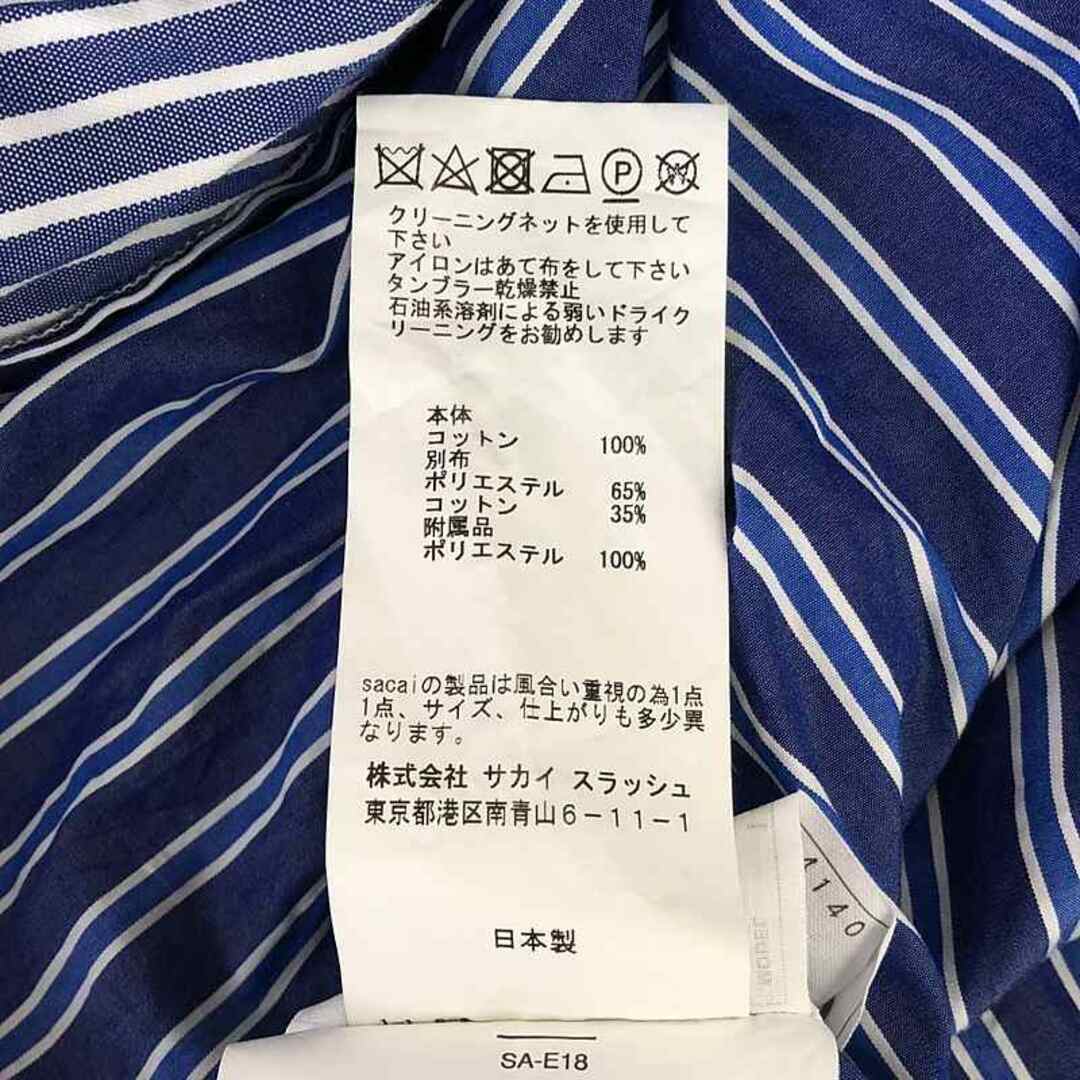 P
クリーニングネットを使用して
下さい
アイロンはあて布をして下さい
タンブラー乾燥禁止
石油系溶剤による弱いドライク
リーニングをお勧めします
本体
コットン 100%
別布
ポリエステル 65%
コットン 35%
附属品
ポリエステル 100%
sacaiの製品は風合い重視の為1点
1点、サイズ、仕上がりも多少異
なります。
株式会社 サカイ スラッシュ
東京都港区南青山6-11-1
日本製
SA-E18